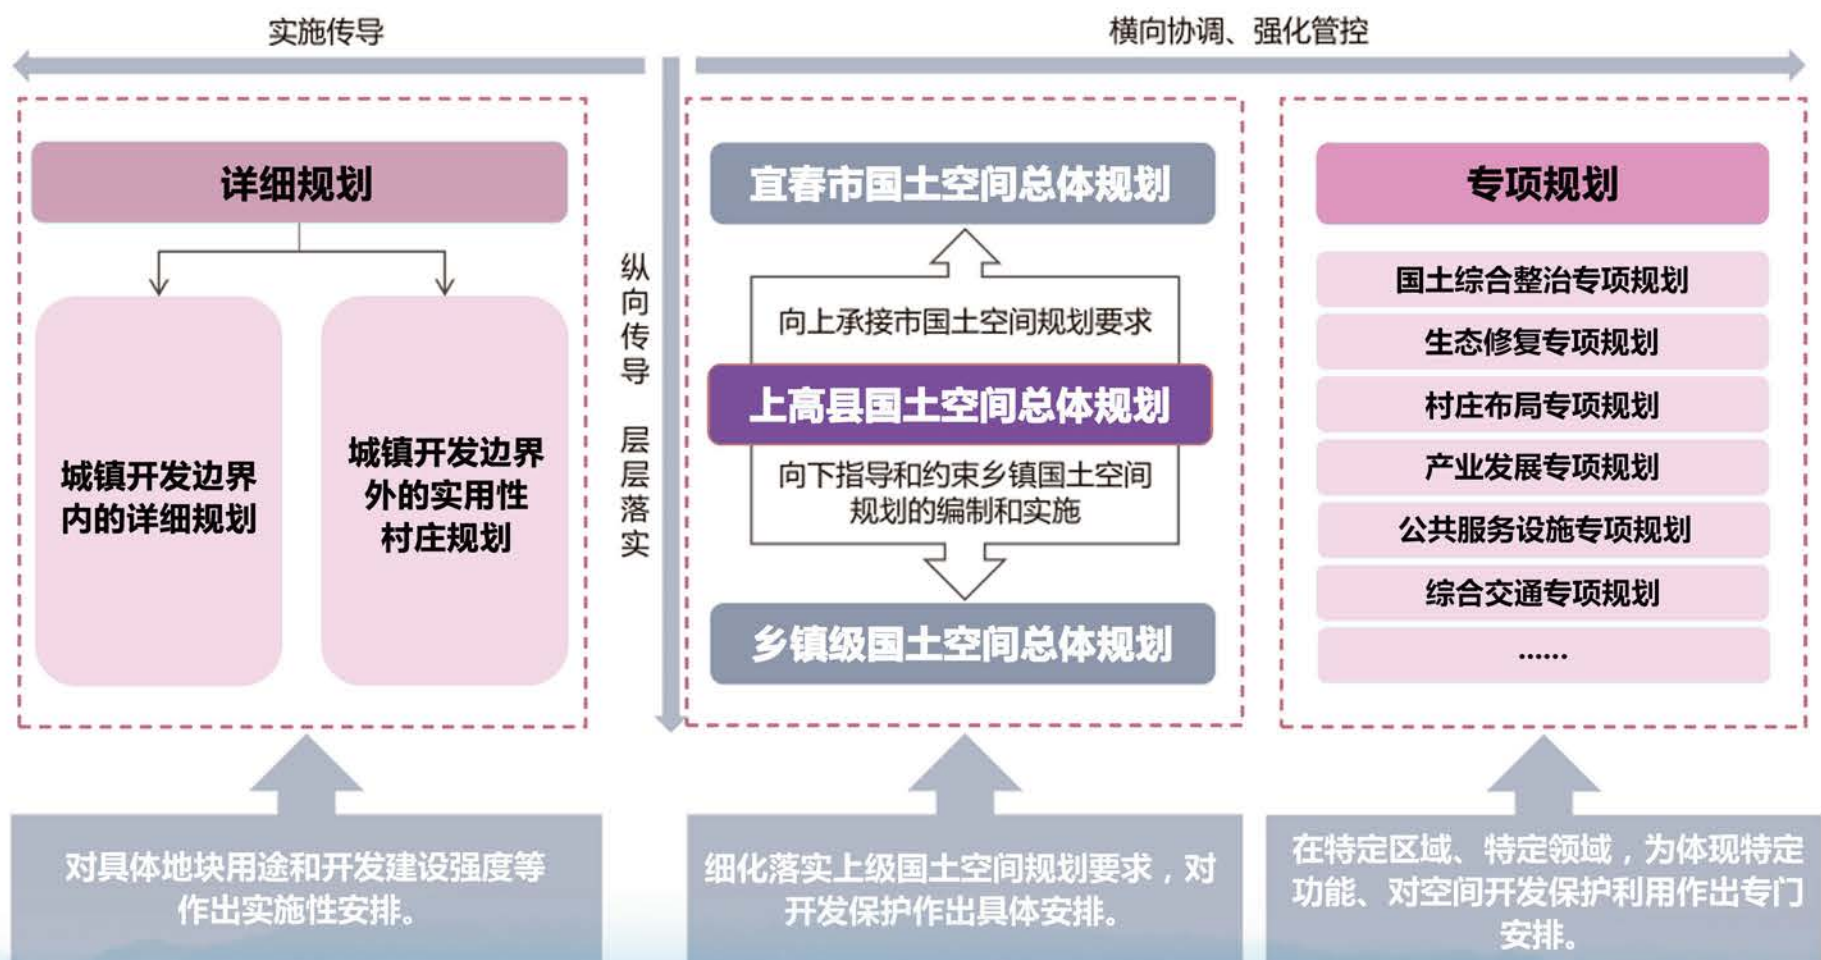 实施传导
横向协调、强化管控
详细规划
城镇开发边界
内的详细规划
城镇开发边界
外的实用性
村庄规划
纵向传导 层层落实
宜春市国土空间总体规划
向上承接市国土空间规划要求
上高县国土空间总体规划
向下指导和约束乡镇国土空间
规划的编制和实施
乡镇级国土空间总体规划
专项规划
国土综合整治专项规划
生态修复专项规划
村庄布局专项规划
产业发展专项规划
公共服务设施专项规划
综合交通专项规划
......
对具体地块用途和开发建设强度等
作出实施性安排。
细化落实上级国土空间规划要求，对
开发保护作出具体安排。
在特定区域、特定领域，为体现特定
功能、对空间开发保护利用作出专门
安排。